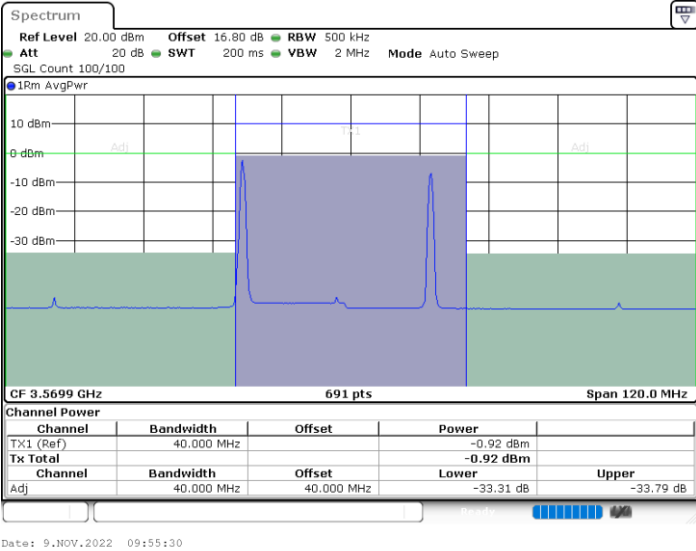 Spectrum
Ref Level 20.00 dBm Offset 16.80 dB RBW 500 kHz
Att 20 dB SWT 200 ms VBW 2 MHz Mode Auto Sweep
SGL Count 100/100
1Rm AvgPwr
10 dBm
TX1
Adj Adj
0 dBm
-10 dBm
-20 dBm
-30 dBm
CF 3.5699 GHz 691 pts Span 120.0 MHz
Channel Power
Channel Bandwidth Offset Power
TX1 (Ref) 40.000 MHz -0.92 dBm
Tx Total -0.92 dBm
Channel Bandwidth Offset Lower Upper
Adj 40.000 MHz 40.000 MHz -33.31 dB -33.79 dB
Ready
Date: 9.NOV.2022 09:55:30